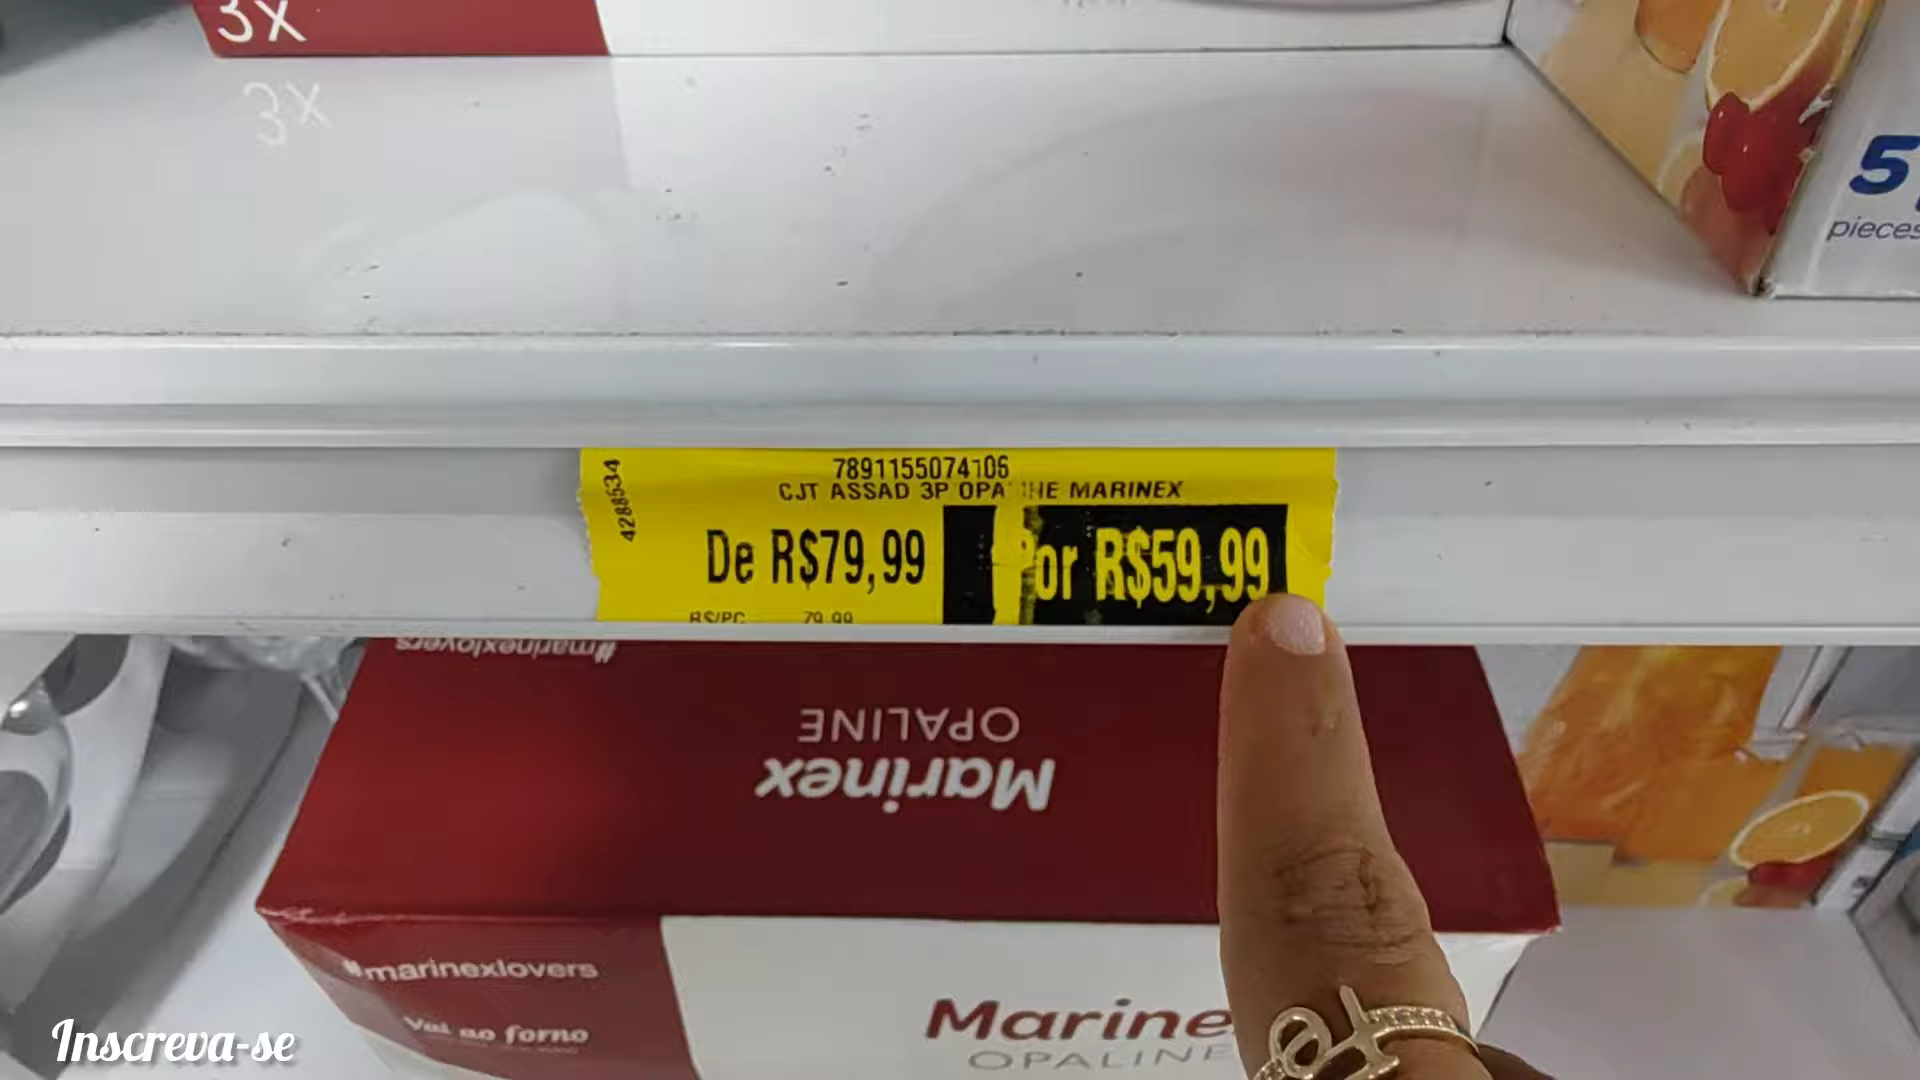 3x
3x
5
pieces
7891155074106
4288534
CJT ASSAD 3P OPA INE MARINEX
De R$79,99 Por R$59,99
R$/PC 79,99
#marinexlovers
OPALINE
Marinex
#marinexlovers
Vai ao forno
Marine
OPALINE
Inscreva-se